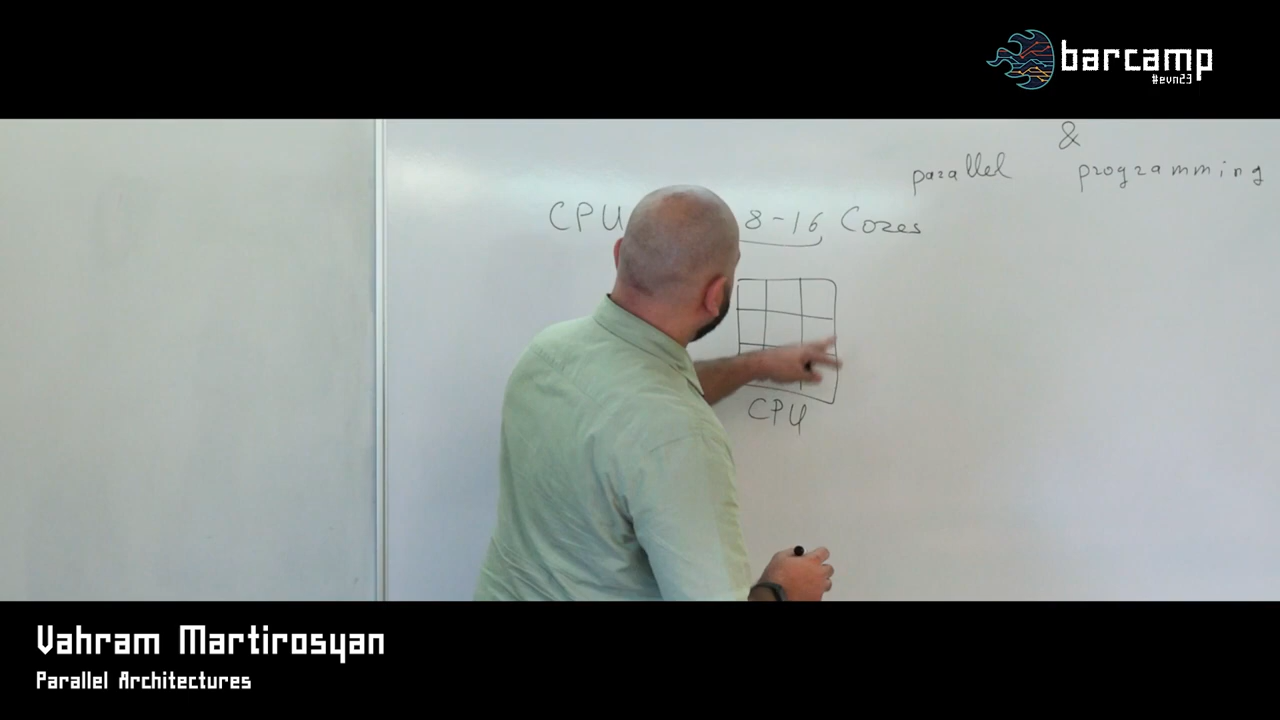 barcamp
#evn23
&
parallel programming
CPU 8-16 Cores
CPU
Vahram Martirosyan
Parallel Architectures